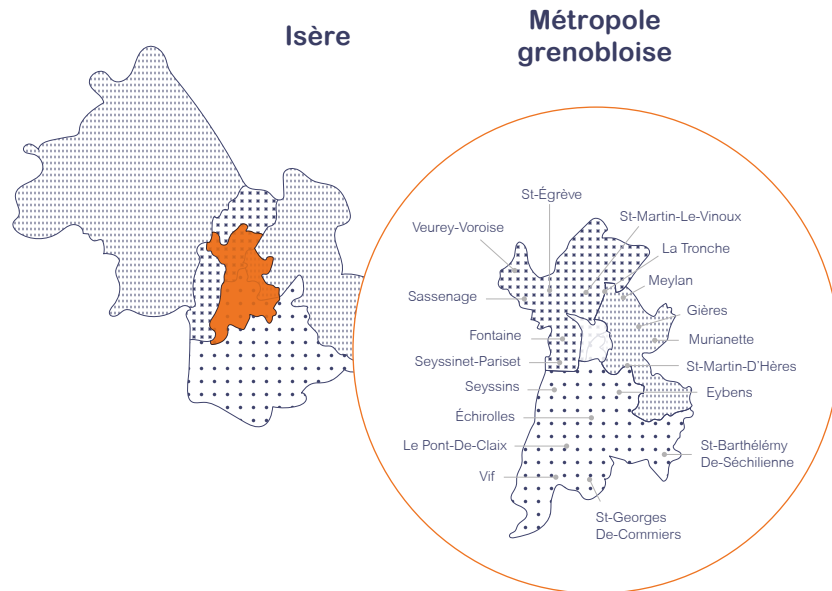 Isère
Métropole
grenobloise
St-Égrève
St-Martin-Le-Vinoux
Veurey-Voroise
La Tronche
Meylan
Sassenage
Gières
Fontaine
Murianette
Seyssinet-Pariset
St-Martin-D'Hères
Seyssins
Eybens
Échirolles
Le Pont-De-Claix
St-Barthélémy
De-Séchilienne
Vif
St-Georges
De-Commiers